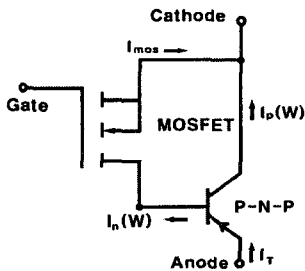 Cathode
Imos
Gate
MOSFET
Ip(W)
P-N-P
In(W)
Anode
IT